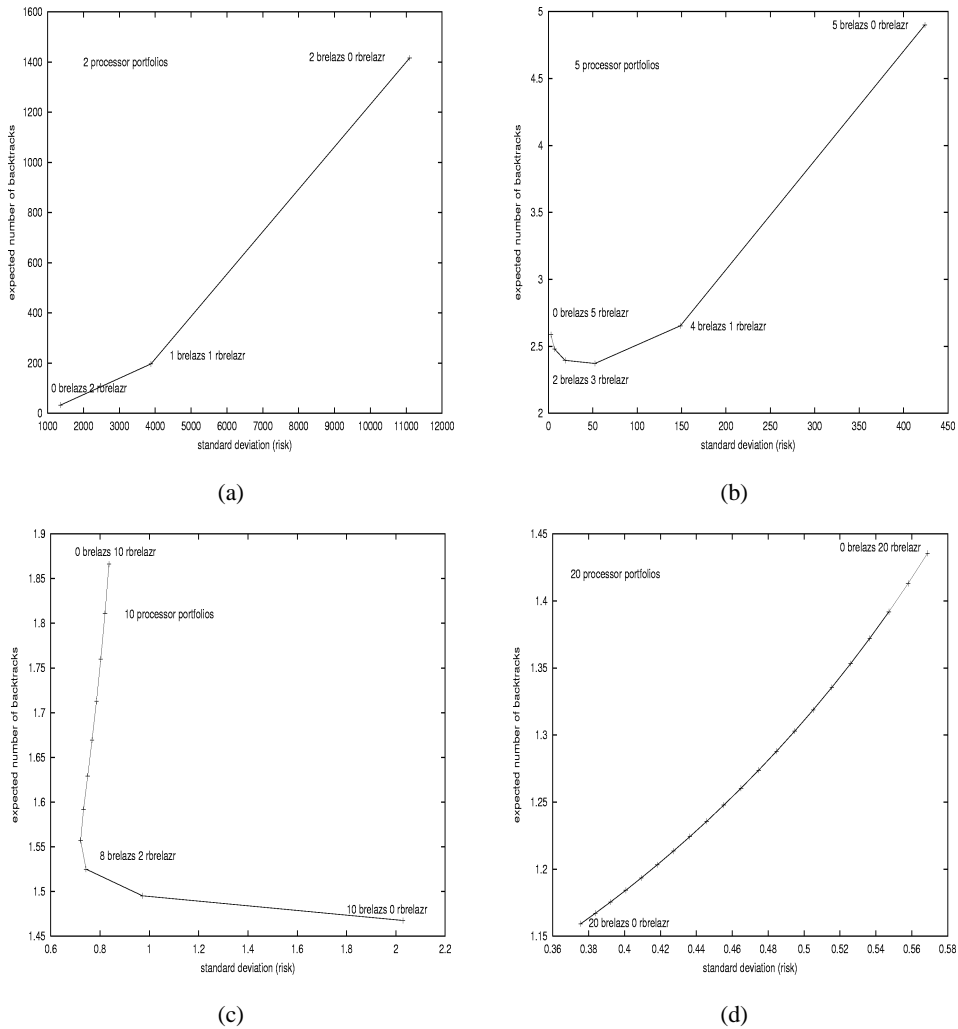 1600
1400
1200
1000
800
600
400
200
0
expected number of backtracks
2 processor portfolios
2 brelazs 0 rbrelazr
1 brelazs 1 rbrelazr
0 brelazs 2 rbrelazr
1000 2000 3000 4000 5000 6000 7000 8000 9000 10000 11000 12000
standard deviation (risk)
(a)
5
4.5
4
3.5
3
2.5
2
expected number of backtracks
5 processor portfolios
5 brelazs 0 rbrelazr
0 brelazs 5 rbrelazr
4 brelazs 1 rbrelazr
2 brelazs 3 rbrelazr
0 50 100 150 200 250 300 350 400 450
standard deviation (risk)
(b)
1.9
1.85
1.8
1.75
1.7
1.65
1.6
1.55
1.5
1.45
expected number of backtracks
0 brelazs 10 rbrelazr
10 processor portfolios
8 brelazs 2 rbrelazr
10 brelazs 0 rbrelazr
0.6 0.8 1 1.2 1.4 1.6 1.8 2 2.2
standard deviation (risk)
(c)
1.45
1.4
1.35
1.3
1.25
1.2
1.15
expected number of backtracks
0 brelazs 20 rbrelazr
20 processor portfolios
20 brelazs 0 rbrelazr
0.38 0.4 0.42 0.44 0.46 0.48 0.5 0.52 0.54 0.56 0.58
standard deviation (risk)
(d)